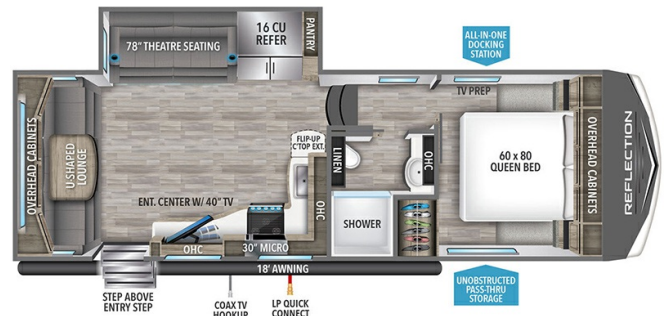 78" THEATRE SEATING
16 CU
REFER
PANTRY
ALL-IN-ONE
DOCKING
STATION
TV PREP
OVERHEAD CABINETS
U-SHAPED
LOUNGE
FLIP-UP
C'TOP EXT.
LINEN
OHC
60 x 80
QUEEN BED
OVERHEAD CABINETS
REFLECTION
ENT. CENTER W/ 40" TV
OHC
SHOWER
OHC
30" MICRO
18' AWNING
STEP ABOVE
ENTRY STEP
COAX TV
HOOKUP
LP QUICK
CONNECT
UNOBSTRUCTED
PASS-THRU
STORAGE